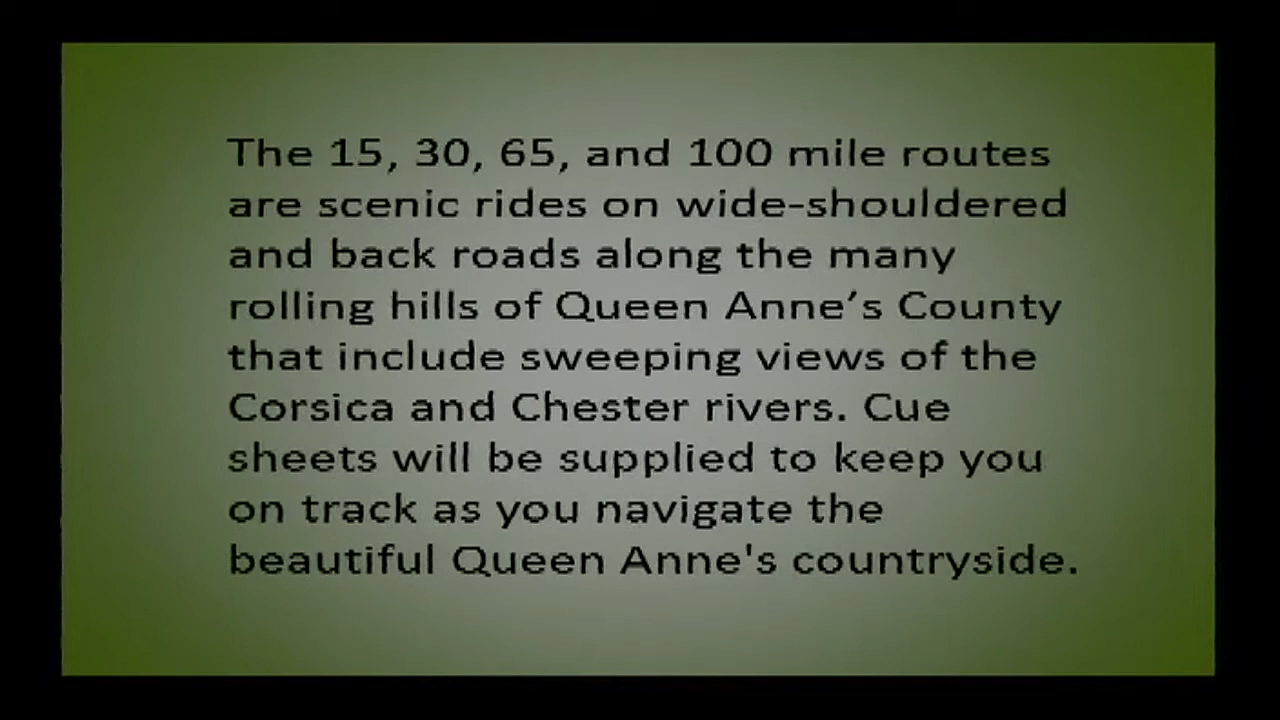 The 15, 30, 65, and 100 mile routes
are scenic rides on wide-shouldered
and back roads along the many
rolling hills of Queen Anne’s County
that include sweeping views of the
Corsica and Chester rivers. Cue
sheets will be supplied to keep you
on track as you navigate the
beautiful Queen Anne's countryside.